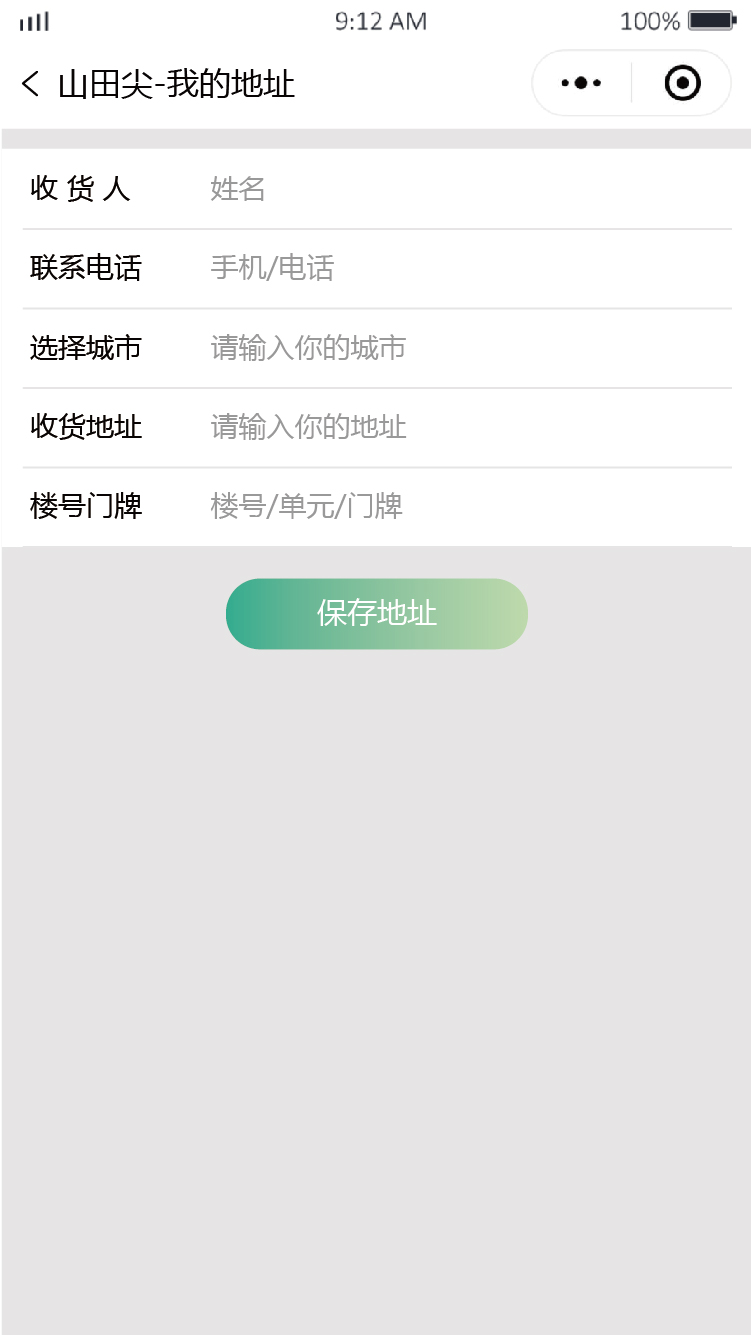 9:12 AM 100%
山田尖-我的地址
收 货 人 姓名
联系电话 手机/电话
选择城市 请输入你的城市
收货地址 请输入你的地址
楼号门牌 楼号/单元/门牌
保存地址